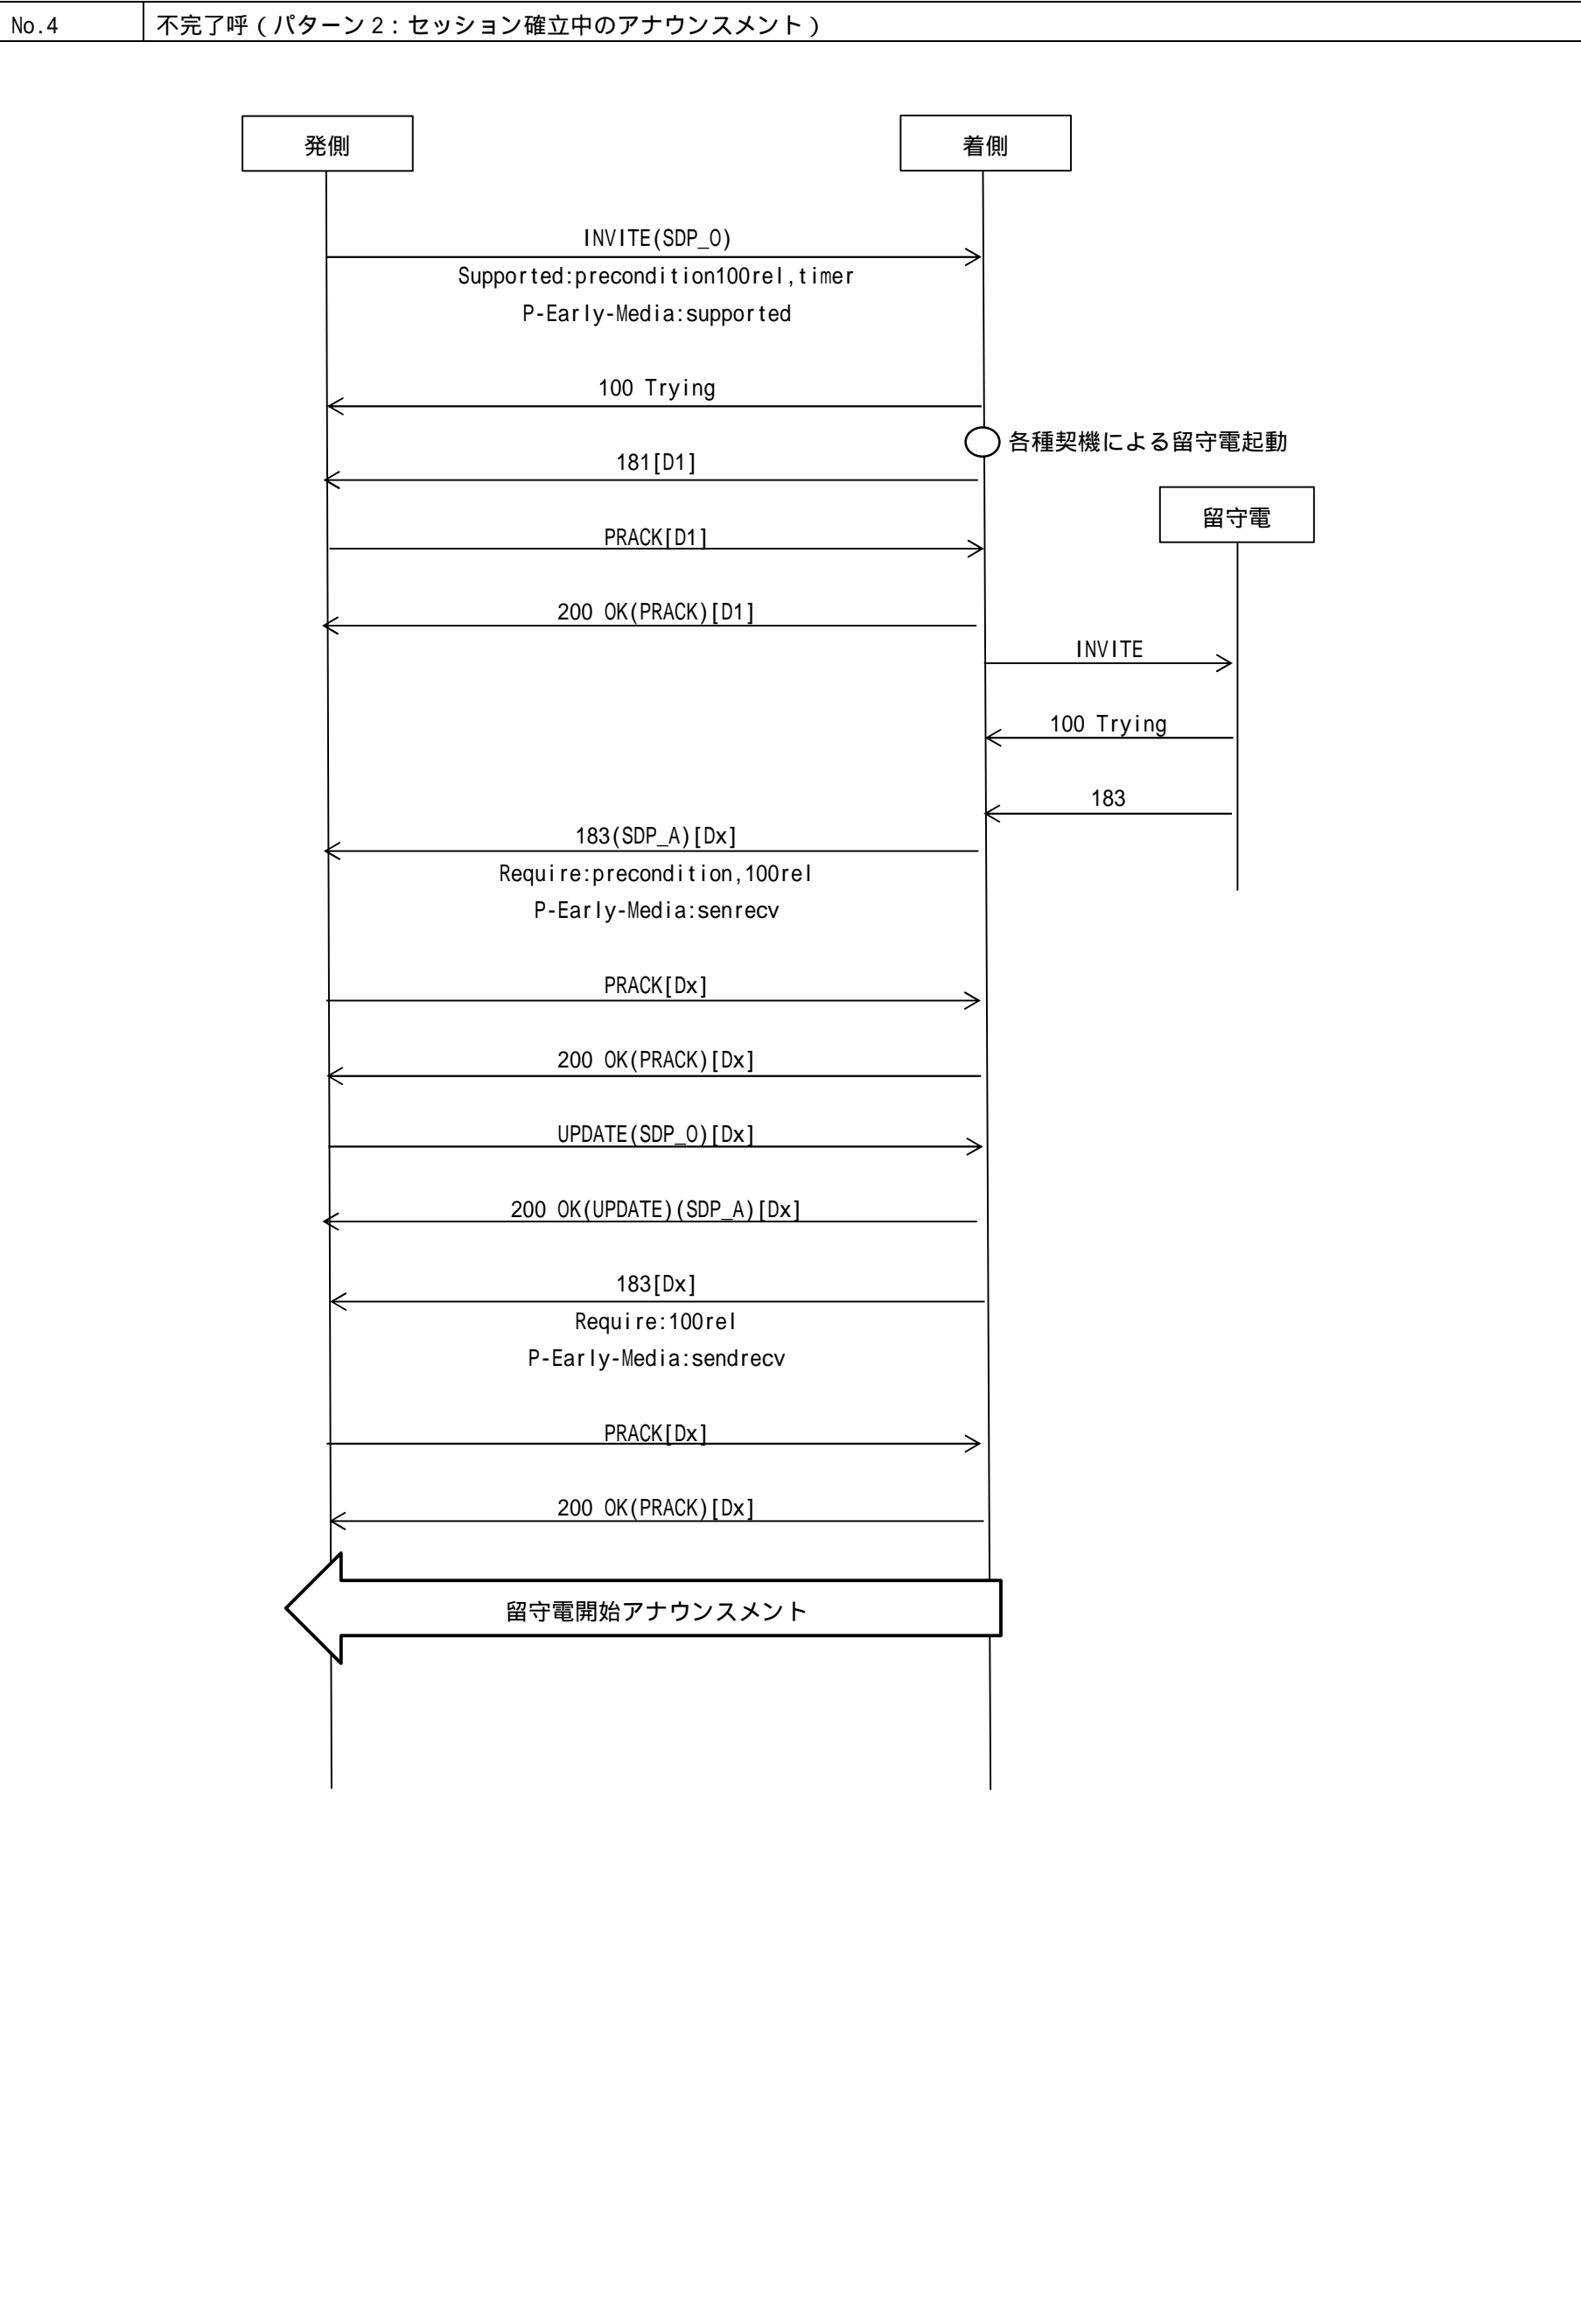 No.4 不完了呼(パターン2:セッション確立中のアナウンスメント)
発側 着側
INVITE(SDP_O)
Supported:precondition100rel,timer
P-Early-Media:supported
100 Trying
各種契機による留守電起動
181[D1]
留守電
PRACK[D1]
200 OK(PRACK)[D1]
INVITE
100 Trying
183
183(SDP_A)[Dx]
Require:precondition,100rel
P-Early-Media:senrecv
PRACK[Dx]
200 OK(PRACK)[Dx]
UPDATE(SDP_O)[Dx]
200 OK(UPDATE)(SDP_A)[Dx]
183[Dx]
Require:100rel
P-Early-Media:sendrecv
PRACK[Dx]
200 OK(PRACK)[Dx]
留守電開始アナウンスメント